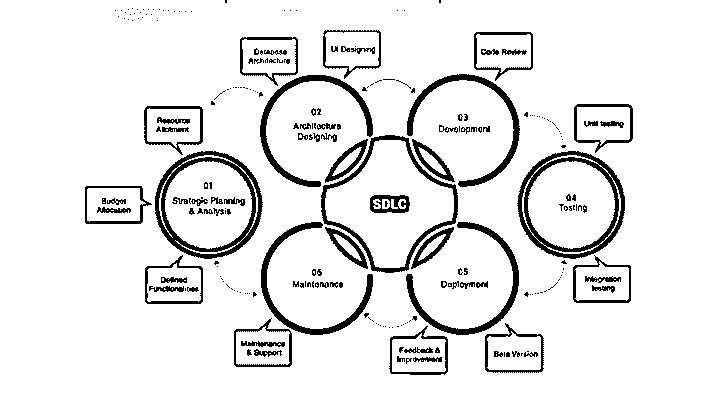 Database
Architecture
UI Designing
Code Review
Resource
Allotment
02
Architecture
Designing
03
Development
Unit testing
01
Strategic Planning
& Analysis
Budget
Allocation
SDLC
04
Testing
Defined
Functionalities
06
Maintenance
05
Deployment
Integration
testing
Maintenance
& Support
Feedback &
Improvement
Beta Version